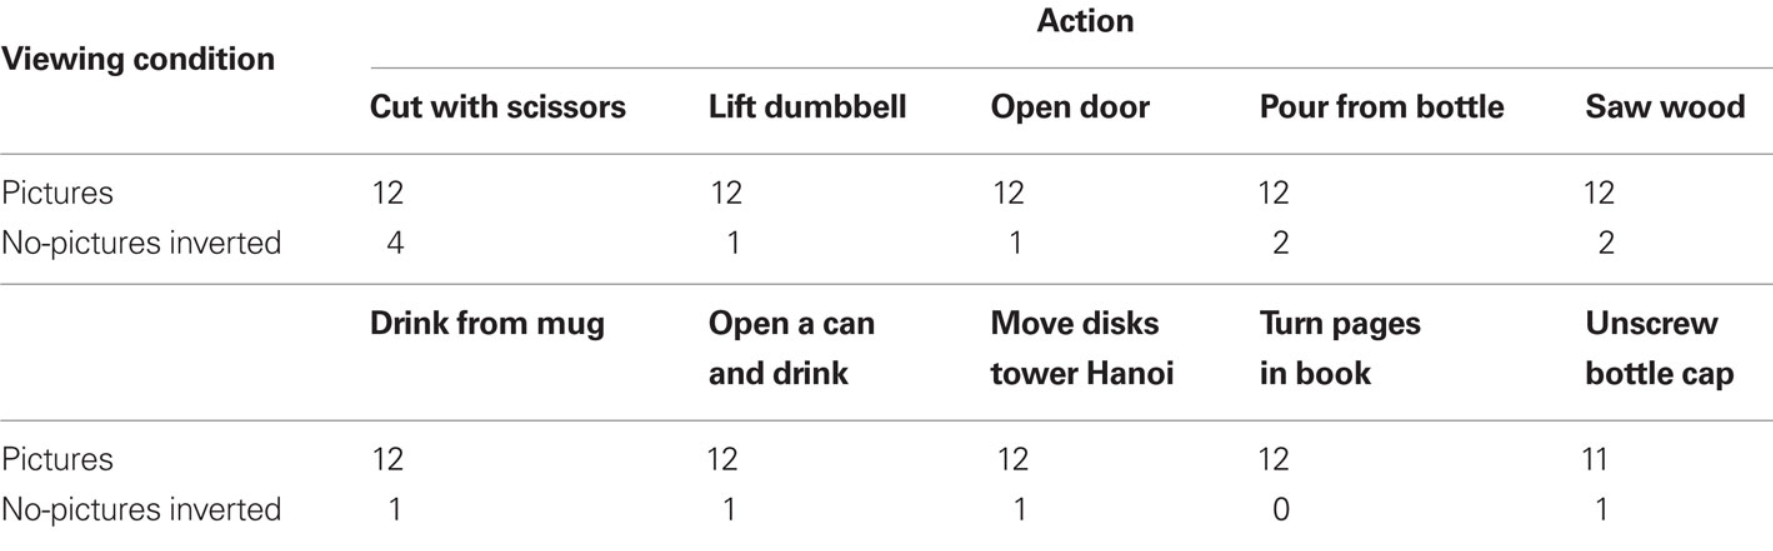 Action
Viewing condition
Cut with scissors Lift dumbbell Open door Pour from bottle Saw wood
Pictures 12 12 12 12 12
No-pictures inverted 4 1 1 2 2
Drink from mug Open a can Move disks Turn pages Unscrew
and drink tower Hanoi in book bottle cap
Pictures 12 12 12 12 11
No-pictures inverted 1 1 1 0 1